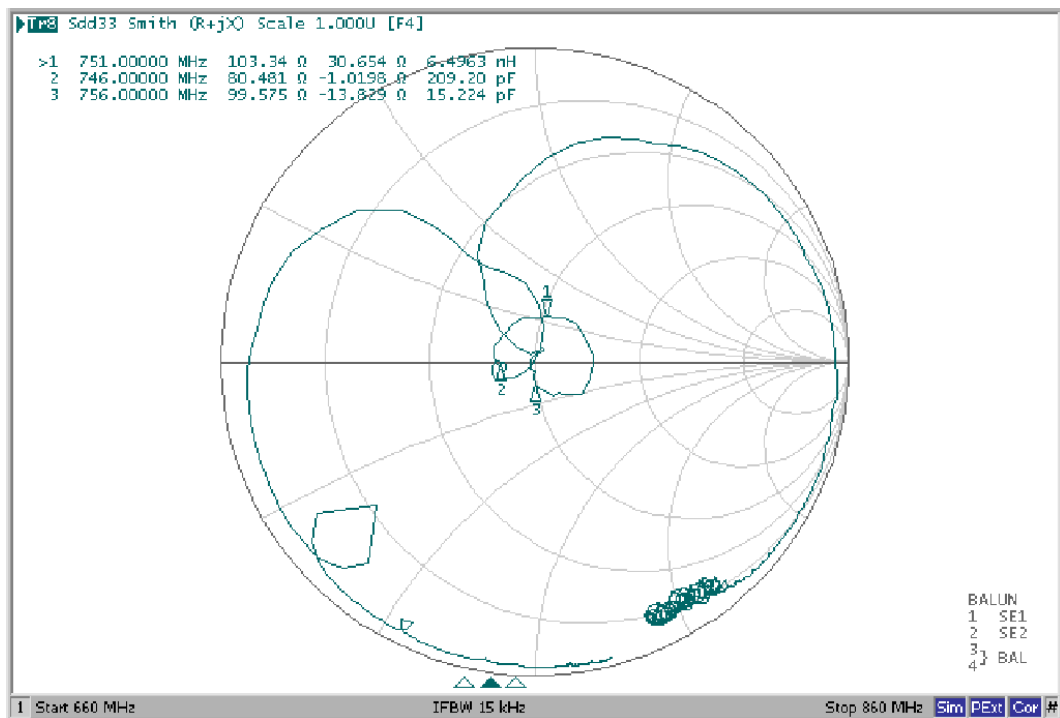 Tr8 Sdd33 Smith (R+jX) Scale 1.000U [F4]
>1 751.00000 MHz 103.34 Ω 30.654 Ω 6.4963 nH
2 746.00000 MHz 80.481 Ω -1.0198 Ω 209.20 pF
3 756.00000 MHz 99.575 Ω -13.829 Ω 15.224 pF
1
2
3
BALUN
1 SE1
2 SE2
3
4 } BAL
1 Start 660 MHz IFBW 15 kHz Stop 860 MHz Sim PExt Cor #